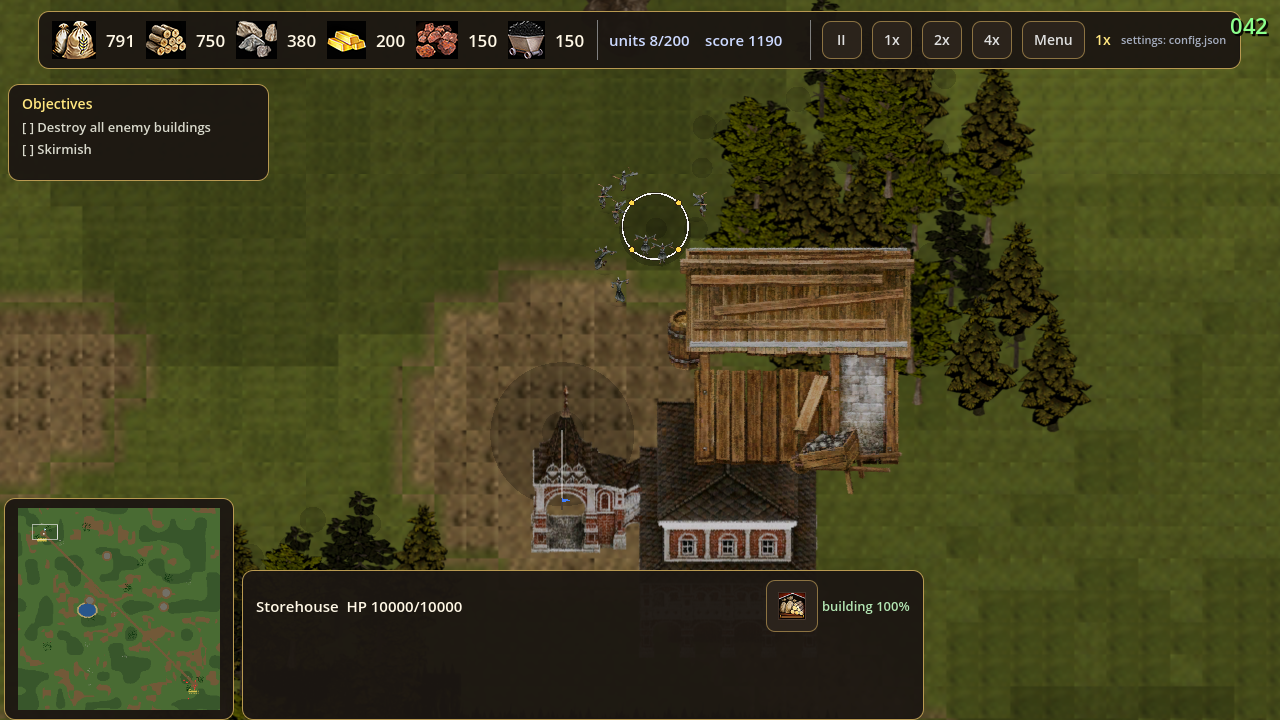 791 750 380 200 150 150 units 8/200 score 1190 II 1x 2x 4x Menu 1x settings: config.json 042
Objectives
[ ] Destroy all enemy buildings
[ ] Skirmish
Storehouse HP 10000/10000 building 100%